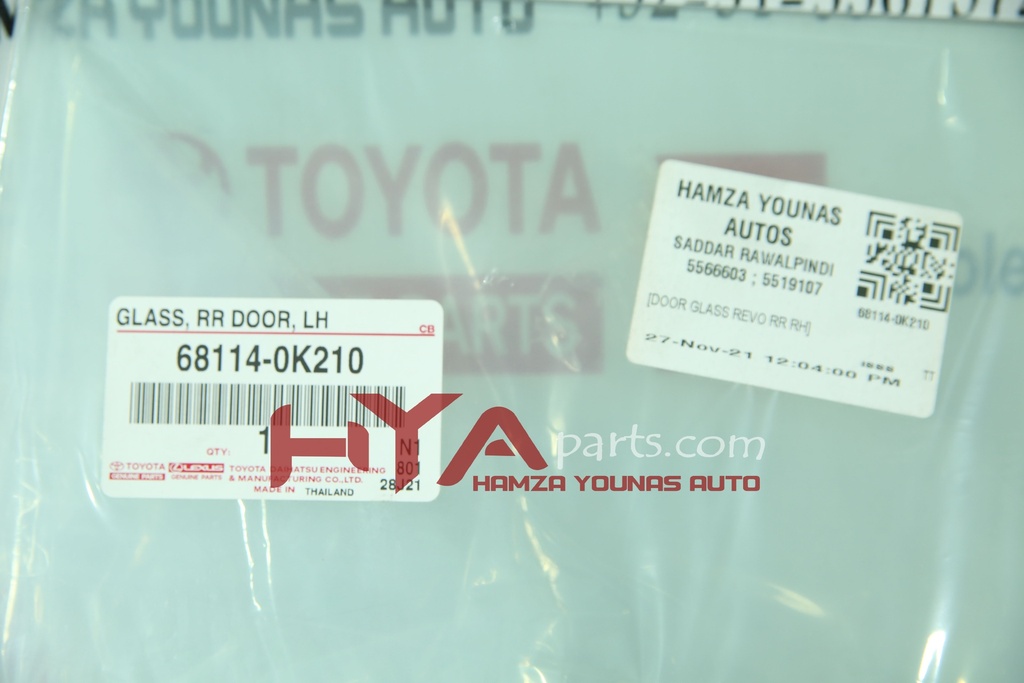 ZA YOUNAS AUTO
TOYOTA
PARTS
GLASS, RR DOOR, LH
CB
68114-0K210
QTY:
1
N1
801
28J21
TOYOTA
GENUINE PARTS
LEXUS
GENUINE PARTS
TOYOTA DAIHATSU ENGINEERING
& MANUFACTURING CO.,LTD.
MADE IN THAILAND
HAMZA YOUNAS
AUTOS
SADDAR RAWALPINDI
5566603 ; 5519107
68114-0K210
[DOOR GLASS REVO RR RH]
27-Nov-21 12:04:00 PM
TT
HYAparts.com
HAMZA YOUNAS AUTO